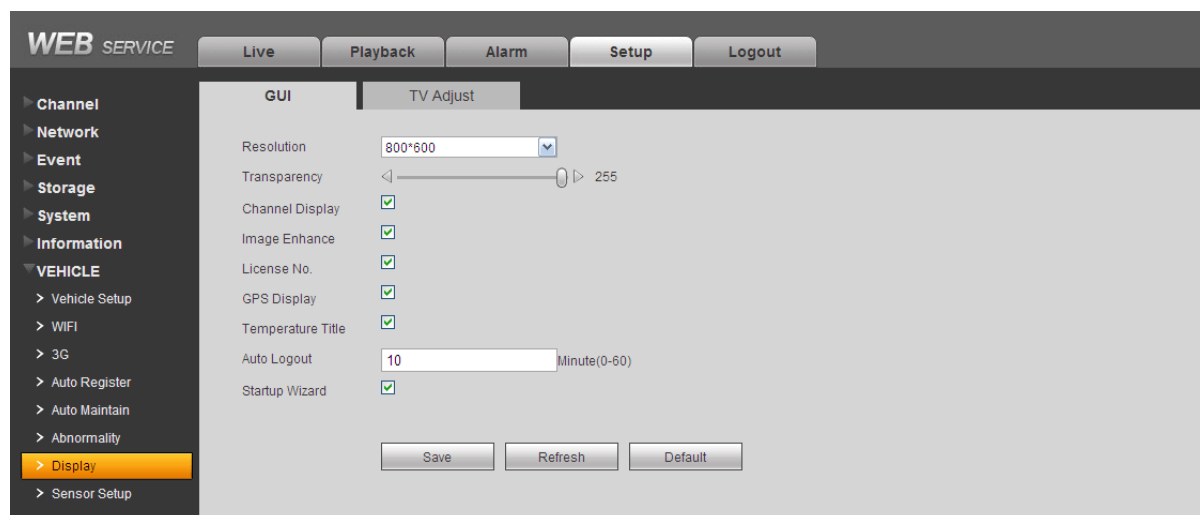 WEB SERVICE
Live Playback Alarm Setup Logout
GUI TV Adjust
Channel
Network
Event
Storage
System
Information
VEHICLE
> Vehicle Setup
> WIFI
> 3G
> Auto Register
> Auto Maintain
> Abnormality
> Display
> Sensor Setup
Resolution 800*600
Transparency 255
Channel Display
Image Enhance
License No.
GPS Display
Temperature Title
Auto Logout 10 Minute(0-60)
Startup Wizard
Save Refresh Default